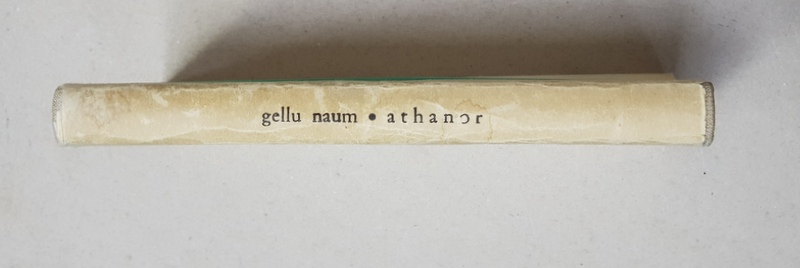 gellu naum • athanor